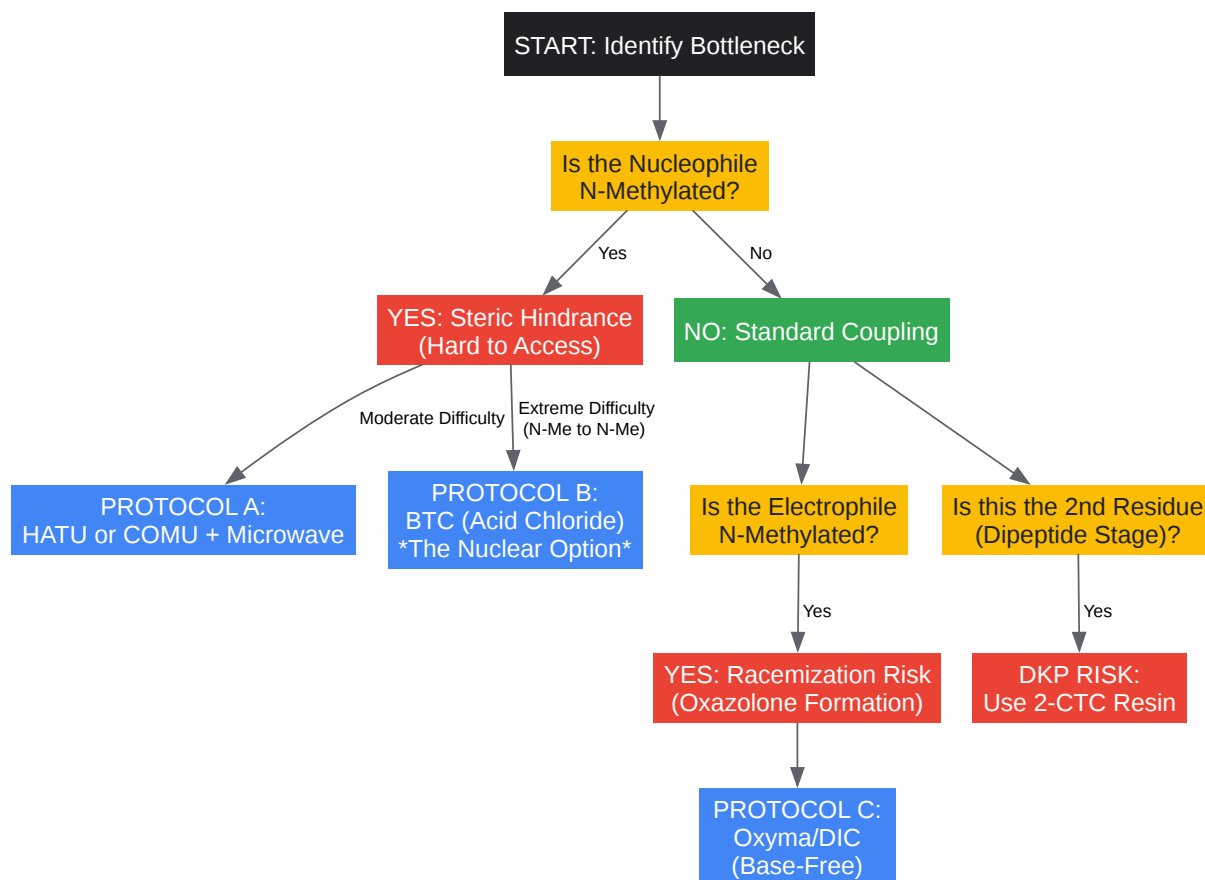 START: Identify Bottleneck
Is the Nucleophile
N-Methylated?
Yes
No
YES: Steric Hindrance
(Hard to Access)
NO: Standard Coupling
Moderate Difficulty
Extreme Difficulty
(N-Me to N-Me)
PROTOCOL A:
HATU or COMU + Microwave
PROTOCOL B:
BTC (Acid Chloride)
*The Nuclear Option*
Is the Electrophile
N-Methylated?
Is this the 2nd Residue
(Dipeptide Stage)?
Yes
Yes
YES: Racemization Risk
(Oxazolone Formation)
DKP RISK:
Use 2-CTC Resin
PROTOCOL C:
Oxyma/DIC
(Base-Free)